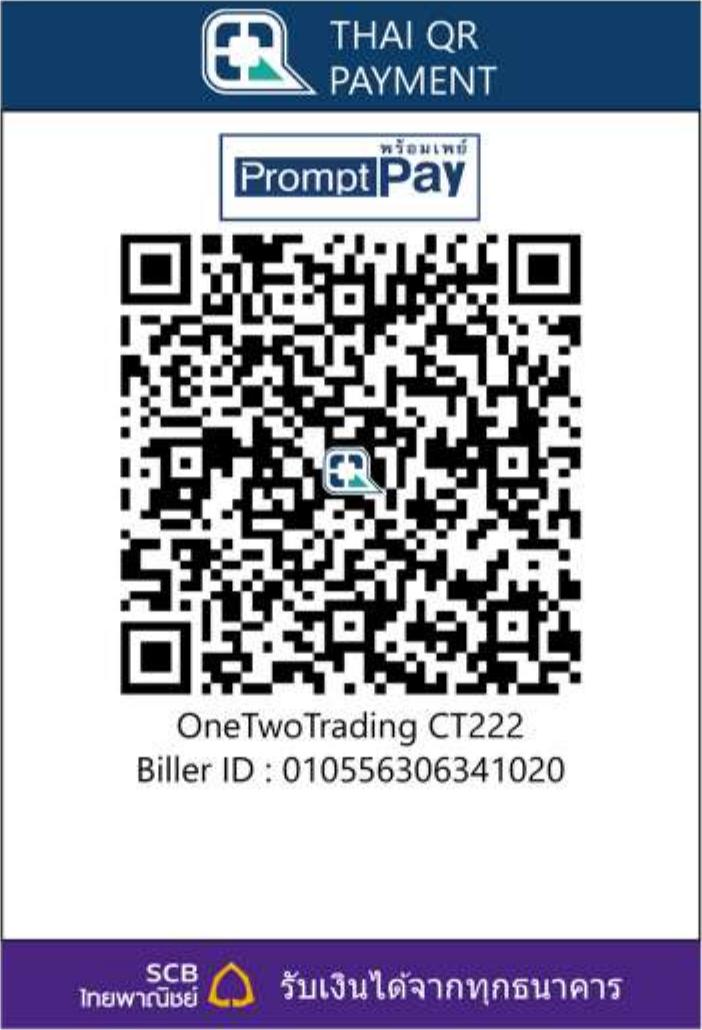 THAI QR
PAYMENT
พร้อมเพย์
PromptPay
OneTwoTrading CT222
Biller ID : 010556306341020
SCB
ไทยพาณิชย์
รับเงินได้จากทุกธนาคาร